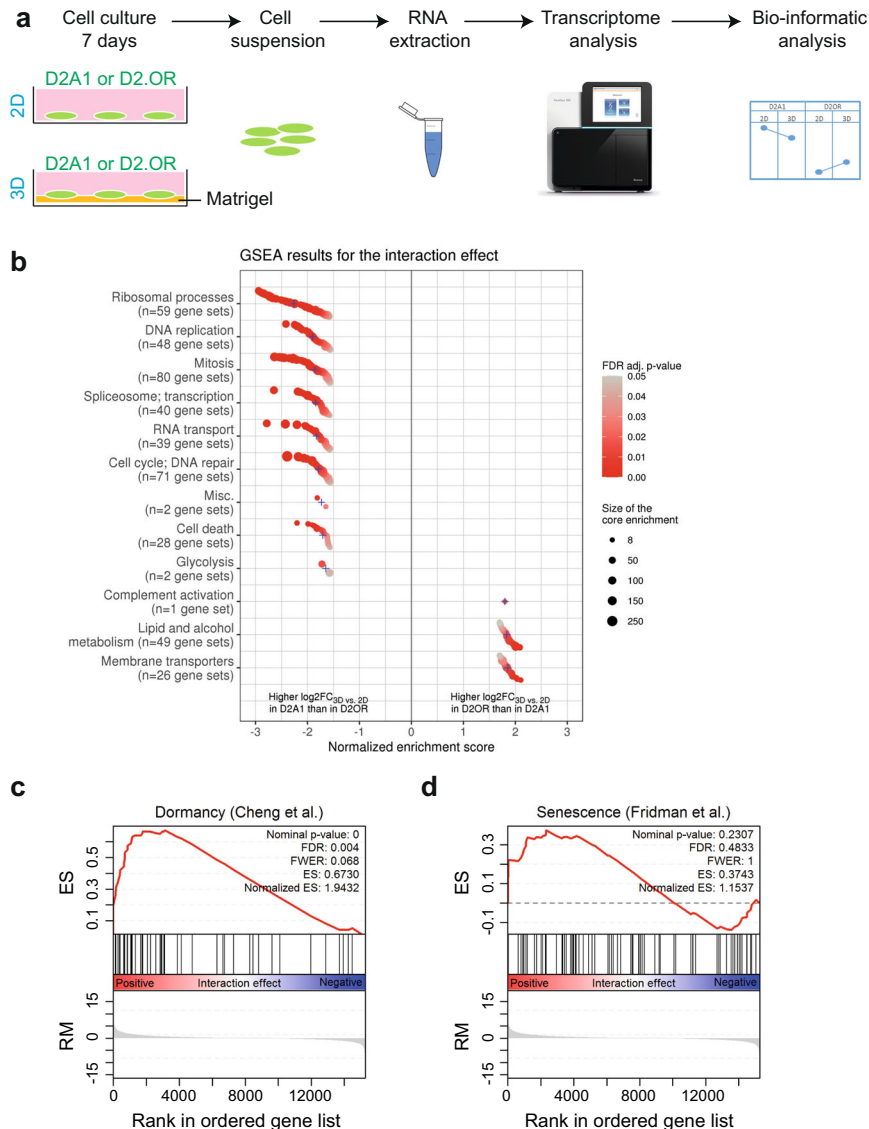 a
Cell culture
7 days
Cell
suspension
RNA
extraction
Transcriptome
analysis
Bio-informatic
analysis
2D
D2A1 or D2.OR
3D
D2A1 or D2.OR
Matrigel
D2A1 D2OR
2D 3D 2D 3D
b
GSEA results for the interaction effect
Ribosomal processes
(n=59 gene sets)
DNA replication
(n=48 gene sets)
Mitosis
(n=80 gene sets)
Spliceosome; transcription
(n=40 gene sets)
RNA transport
(n=39 gene sets)
Cell cycle; DNA repair
(n=71 gene sets)
Misc.
(n=2 gene sets)
Cell death
(n=28 gene sets)
Glycolysis
(n=2 gene sets)
Complement activation
(n=1 gene set)
Lipid and alcohol
metabolism (n=49 gene sets)
Membrane transporters
(n=26 gene sets)
Higher log2FC3D vs. 2D
in D2A1 than in D2OR
Higher log2FC3D vs. 2D
in D2OR than in D2A1
-3 -2 -1 0 1 2 3
Normalized enrichment score
FDR adj. p-value
0.05
0.04
0.03
0.02
0.01
0.00
Size of the
core enrichment
8
50
100
150
250
c
Dormancy (Cheng et al.)
Nominal p-value: 0
FDR: 0.004
FWER: 0.068
ES: 0.6730
Normalized ES: 1.9432
ES
0.5
0.3
0.1
Positive Interaction effect Negative
RM
15
0
-15
0 4000 8000 12000
Rank in ordered gene list
d
Senescence (Fridman et al.)
Nominal p-value: 0.2307
FDR: 0.4833
FWER: 1
ES: 0.3743
Normalized ES: 1.1537
ES
0.3
0.1
-0.1
Positive Interaction effect Negative
RM
15
0
-15
0 4000 8000 12000
Rank in ordered gene list